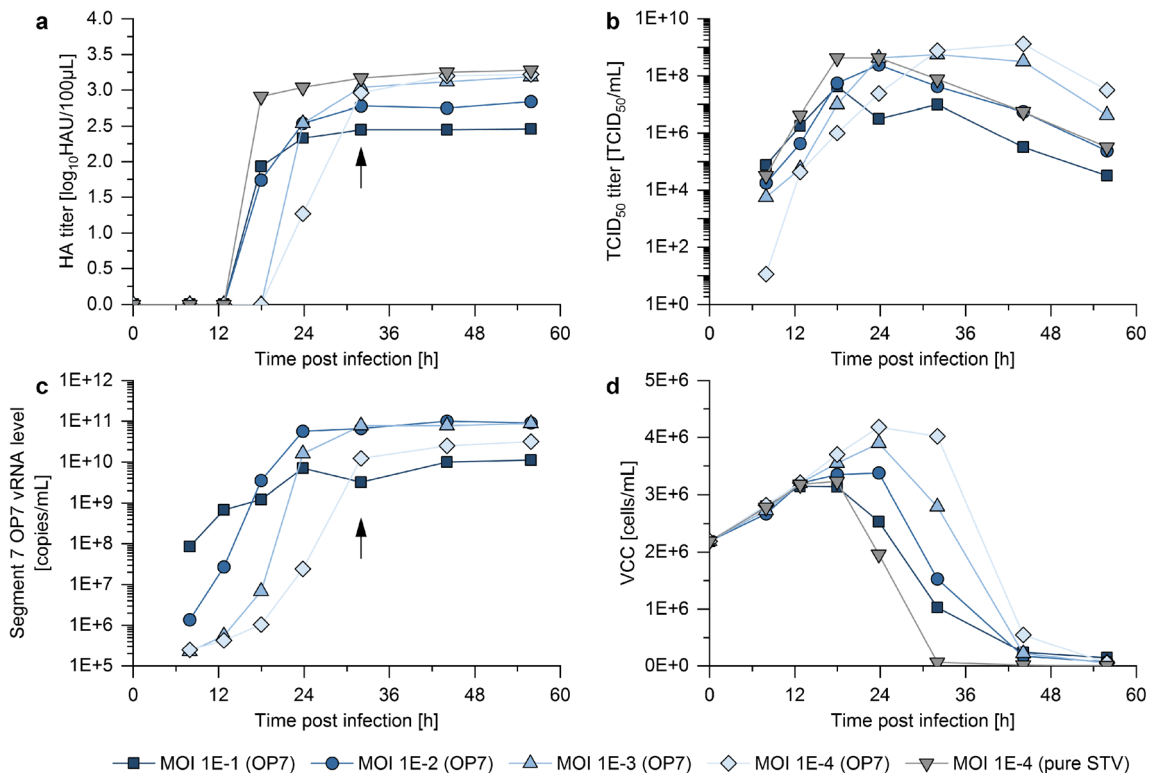 a
HA titer [log₁₀HAU/100µL]
4.0
3.5
3.0
2.5
2.0
1.5
1.0
0.5
0.0
0 12 24 36 48 60
Time post infection [h]
b
TCID₅₀ titer [TCID₅₀/mL]
1E+10
1E+8
1E+6
1E+4
1E+2
1E+0
0 12 24 36 48 60
Time post infection [h]
c
Segment 7 OP7 vRNA level
[copies/mL]
1E+12
1E+11
1E+10
1E+9
1E+8
1E+7
1E+6
1E+5
0 12 24 36 48 60
Time post infection [h]
d
VCC [cells/mL]
5E+6
4E+6
3E+6
2E+6
1E+6
0E+0
0 12 24 36 48 60
Time post infection [h]
MOI 1E-1 (OP7) MOI 1E-2 (OP7) MOI 1E-3 (OP7) MOI 1E-4 (OP7) MOI 1E-4 (pure STV)